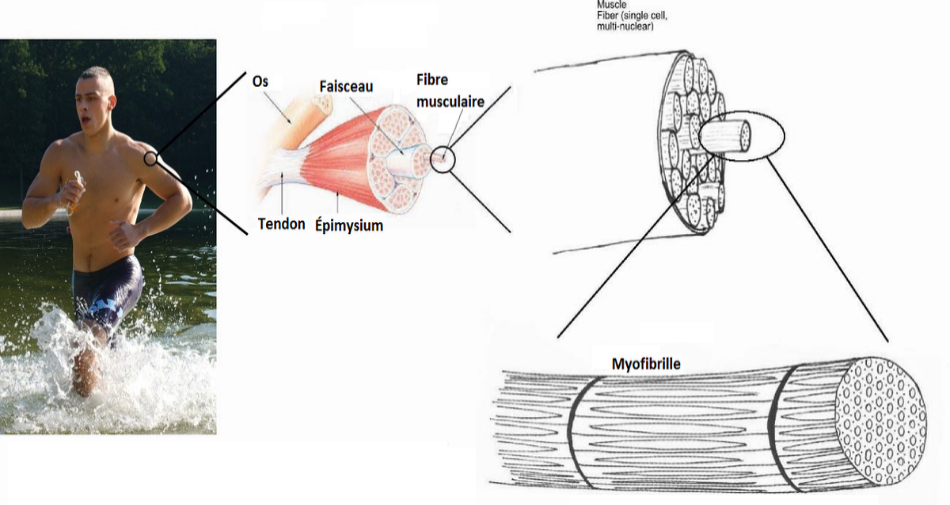 Muscle
Fiber (single cell,
multi-nuclear)
Os
Faisceau
Fibre
musculaire
Tendon
Épimysium
Myofibrille